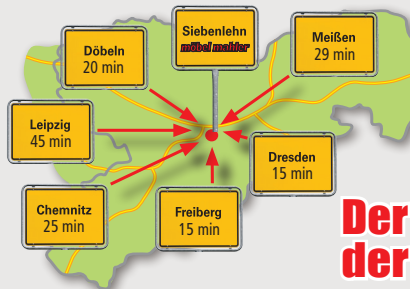 Siebenlehn
möbel mahler
Döbeln
20 min
Meißen
29 min
Leipzig
45 min
Dresden
15 min
Chemnitz
25 min
Freiberg
15 min
Der
der